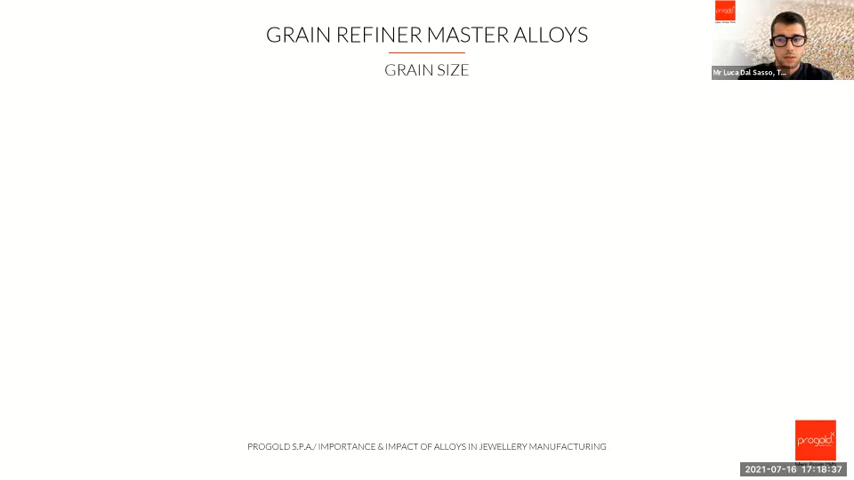 GRAIN REFINER MASTER ALLOYS
GRAIN SIZE
progold
Mr Luca Dal Sasso, T...
PROGOLD S.P.A./ IMPORTANCE & IMPACT OF ALLOYS IN JEWELLERY MANUFACTURING
progold
2021-07-16 17:18:37